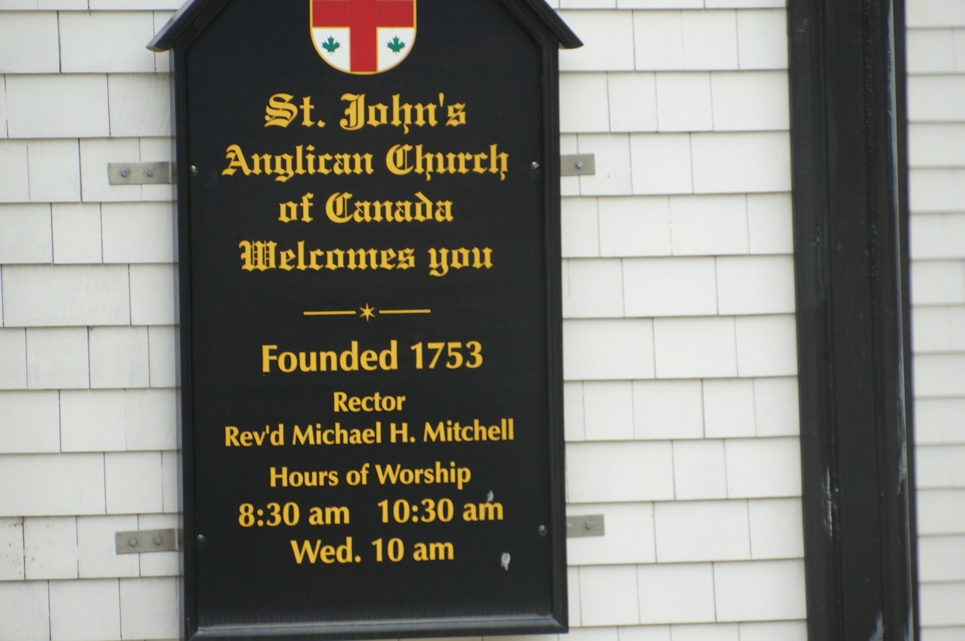 St. John's
Anglican Church
of Canada
Welcomes you
Founded 1753
Rector
Rev'd Michael H. Mitchell
Hours of Worship
8:30 am 10:30 am
Wed. 10 am